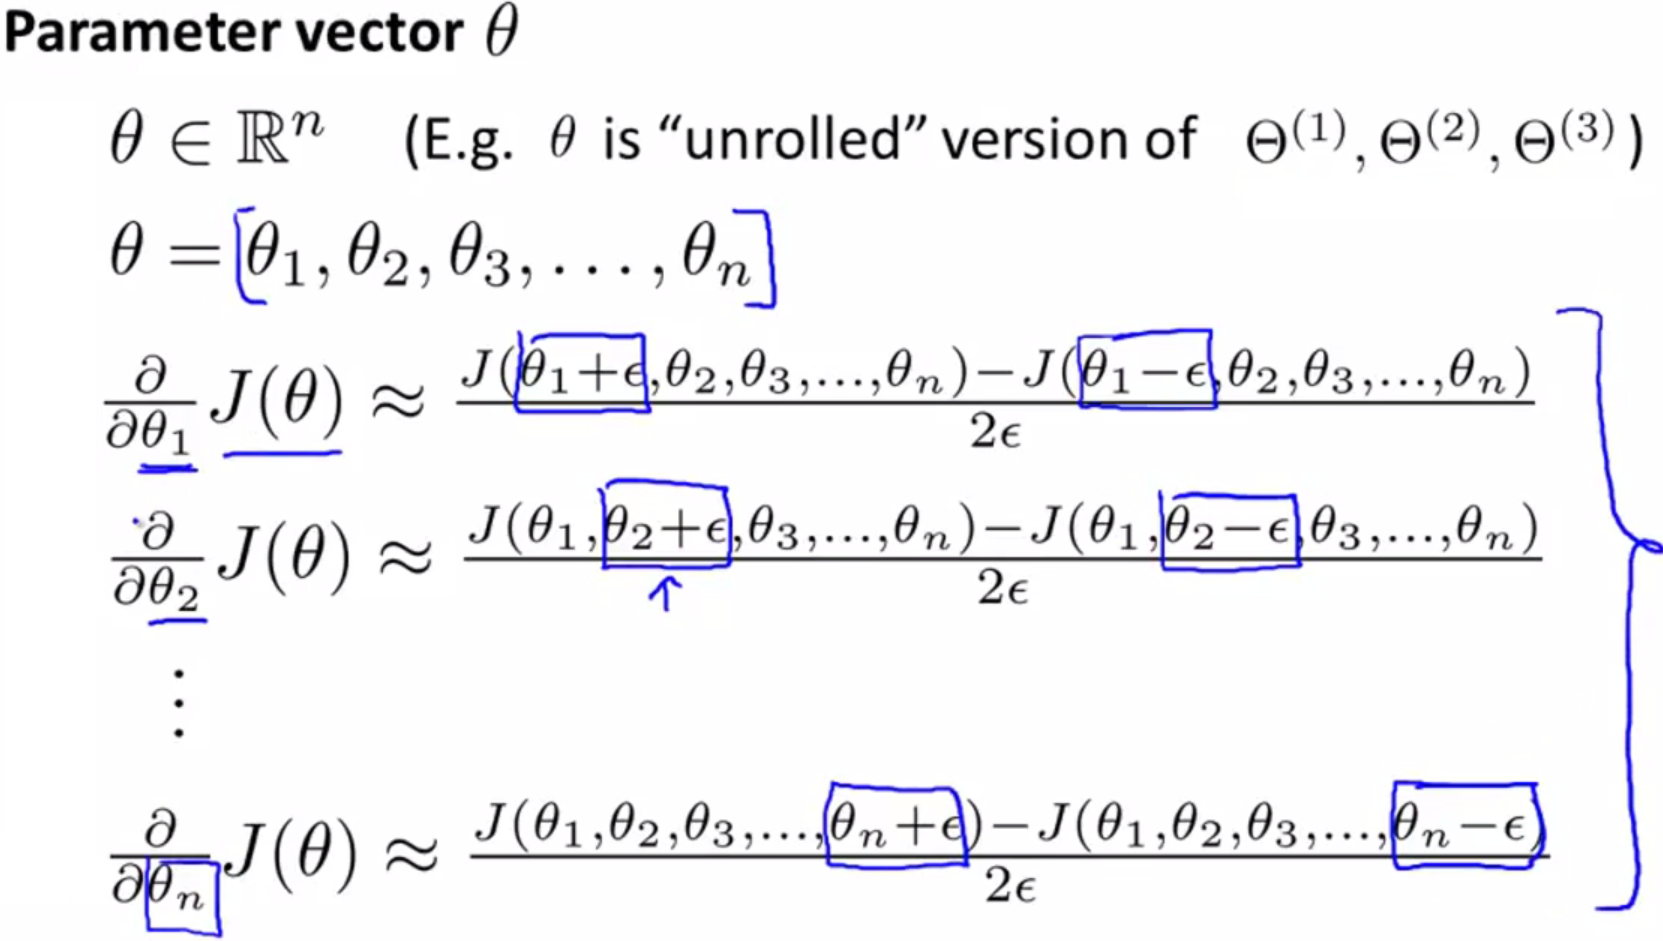 Parameter vector θ
θ ∈ ℝⁿ (E.g. θ is “unrolled” version of Θ⁽¹⁾, Θ⁽²⁾, Θ⁽³⁾)
θ = [θ₁, θ₂, θ₃, . . . , θₙ]
∂/∂θ₁ J(θ) ≈ (J(θ₁+ϵ,θ₂,θ₃,...,θₙ)−J(θ₁−ϵ,θ₂,θ₃,...,θₙ))/2ϵ
∂/∂θ₂ J(θ) ≈ (J(θ₁,θ₂+ϵ,θ₃,...,θₙ)−J(θ₁,θ₂−ϵ,θ₃,...,θₙ))/2ϵ
⋮
∂/∂θₙ J(θ) ≈ (J(θ₁,θ₂,θ₃,...,θₙ+ϵ)−J(θ₁,θ₂,θ₃,...,θₙ−ϵ))/2ϵ